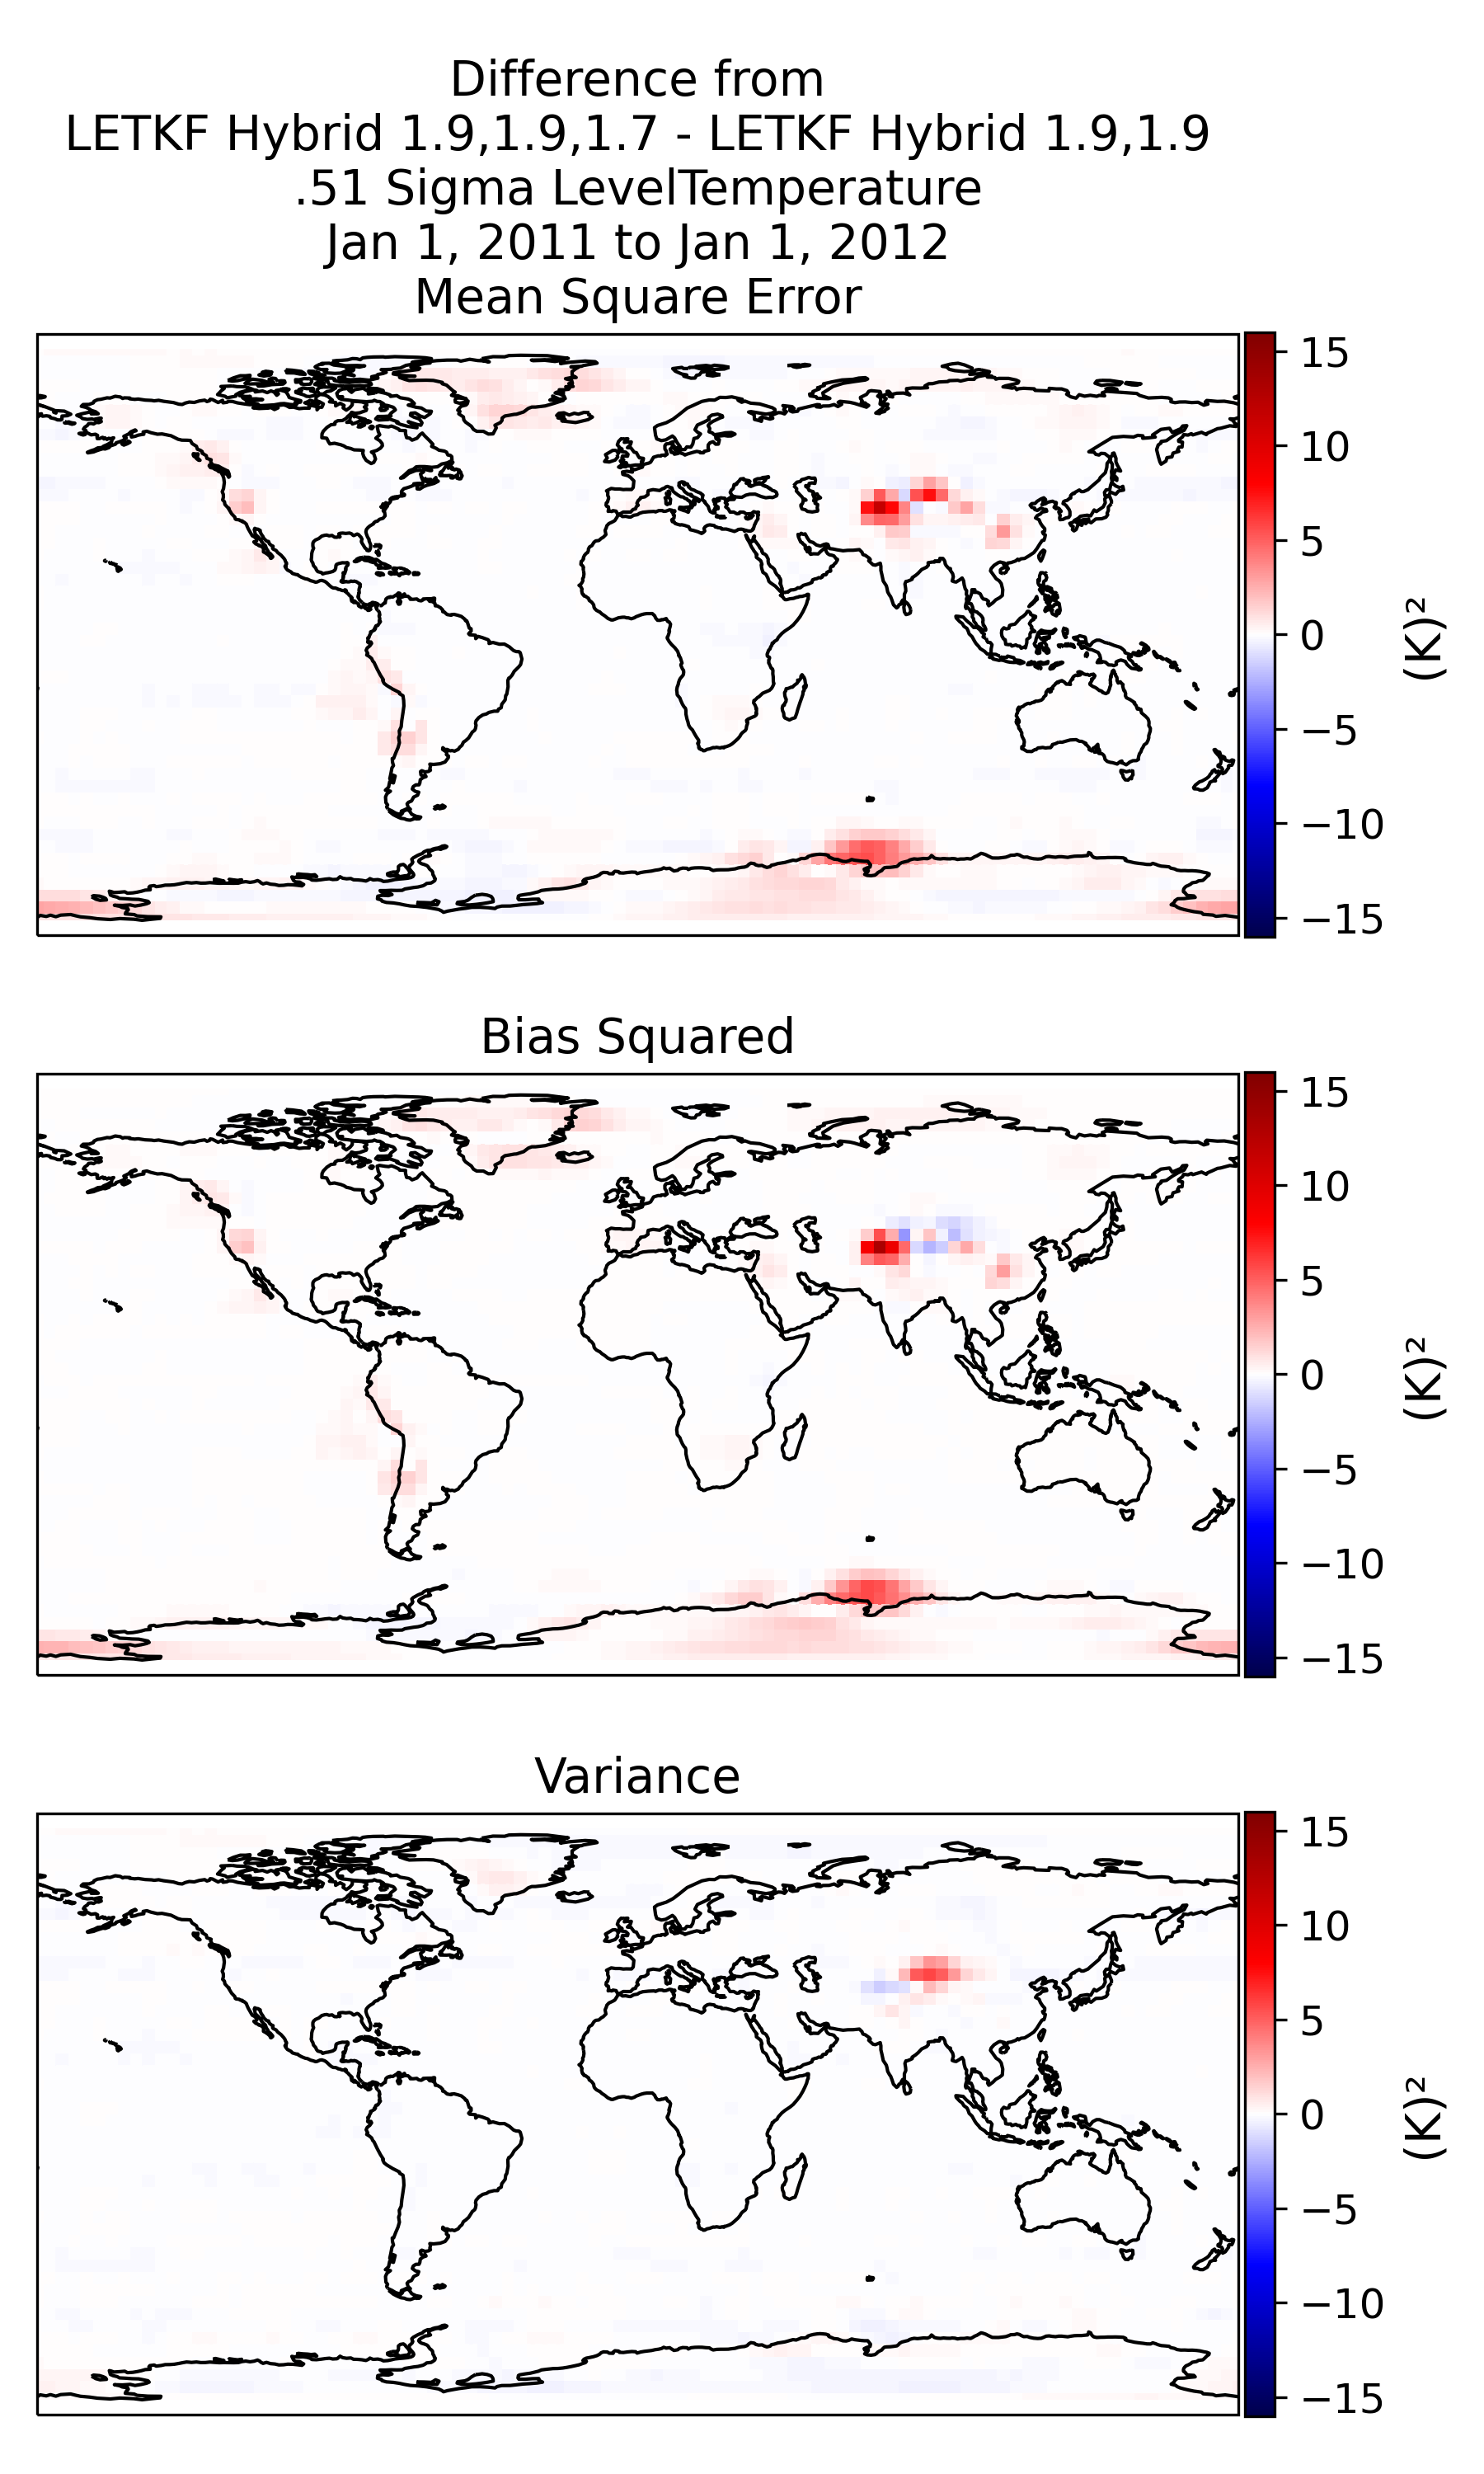 Difference from
LETKF Hybrid 1.9,1.9,1.7 - LETKF Hybrid 1.9,1.9
.51 Sigma LevelTemperature
Jan 1, 2011 to Jan 1, 2012
Mean Square Error
15
10
5
0
−5
−10
−15
(K)²
Bias Squared
15
10
5
0
−5
−10
−15
(K)²
Variance
15
10
5
0
−5
−10
−15
(K)²